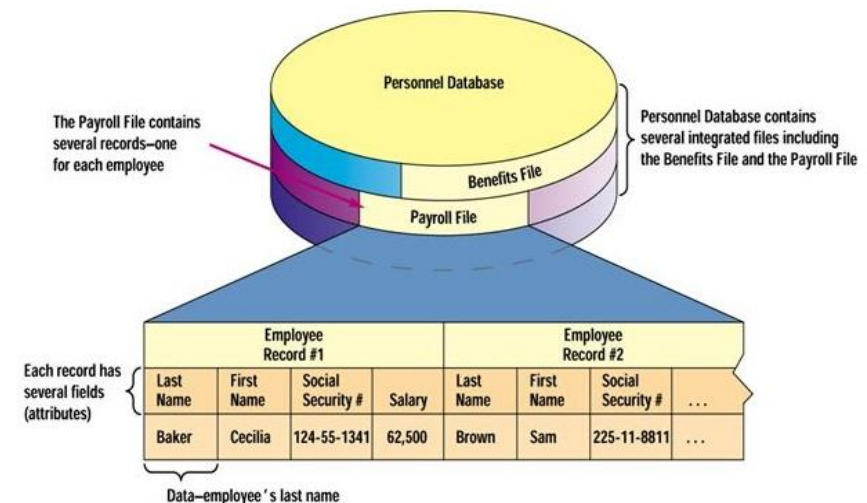 Personnel Database
The Payroll File contains
several records–one
for each employee
Personnel Database contains
several integrated files including
the Benefits File and the Payroll File
Benefits File
Payroll File
Employee
Record #1
Employee
Record #2
Each record has
several fields
(attributes)
Last
Name
First
Name
Social
Security #
Salary
Last
Name
First
Name
Social
Security #
...
Baker
Cecilia
124-55-1341
62,500
Brown
Sam
225-11-8811
...
Data–employee's last name